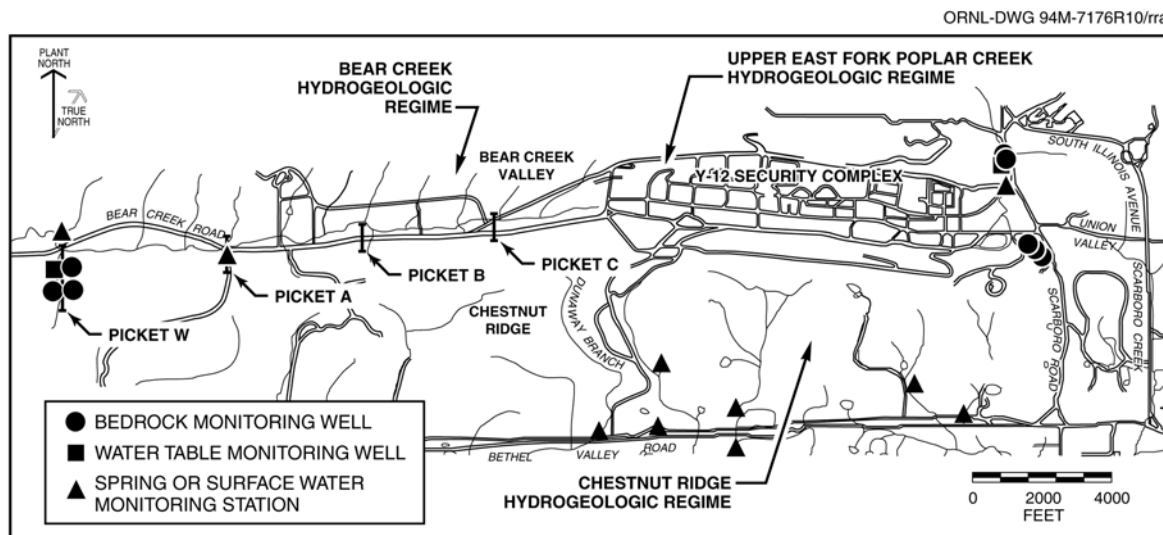 ORNL-DWG 94M-7176R10/rra
PLANT
NORTH
TRUE
NORTH
BEAR CREEK
HYDROGEOLOGIC
REGIME
UPPER EAST FORK POPLAR CREEK
HYDROGEOLOGIC REGIME
BEAR CREEK
VALLEY
Y-12 SECURITY COMPLEX
SOUTH ILLINOIS AVENUE
BEAR CREEK ROAD
UNION
VALLEY
PICKET A
PICKET B
PICKET C
PICKET W
CHESTNUT
RIDGE
DUNAWAY BRANCH
SCARBORO ROAD
SCARBORO CREEK
BETHEL VALLEY ROAD
CHESTNUT RIDGE
HYDROGEOLOGIC REGIME
BEDROCK MONITORING WELL
WATER TABLE MONITORING WELL
SPRING OR SURFACE WATER
MONITORING STATION
0 2000 4000
FEET